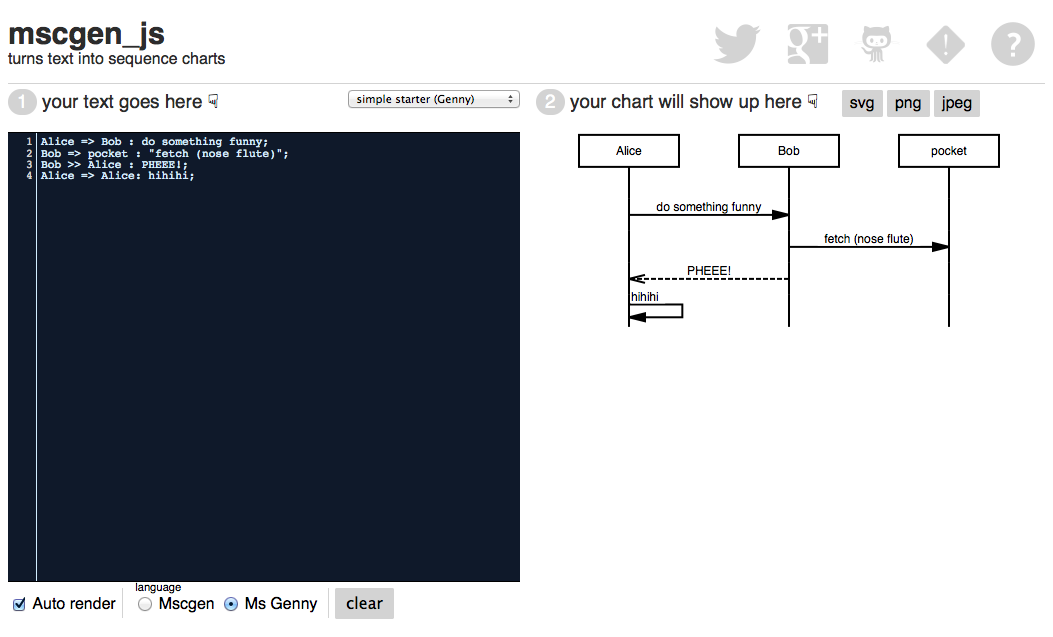 mscgen_js
turns text into sequence charts
1 your text goes here ☟
simple starter (Genny)
2 your chart will show up here ☟
svg png jpeg
1 Alice => Bob : do something funny;
2 Bob => pocket : "fetch (nose flute)";
3 Bob >> Alice : PHEEE!;
4 Alice => Alice: hihihi;
Alice Bob pocket
do something funny
fetch (nose flute)
PHEEE!
hihihi
language
Auto render Mscgen Ms Genny clear